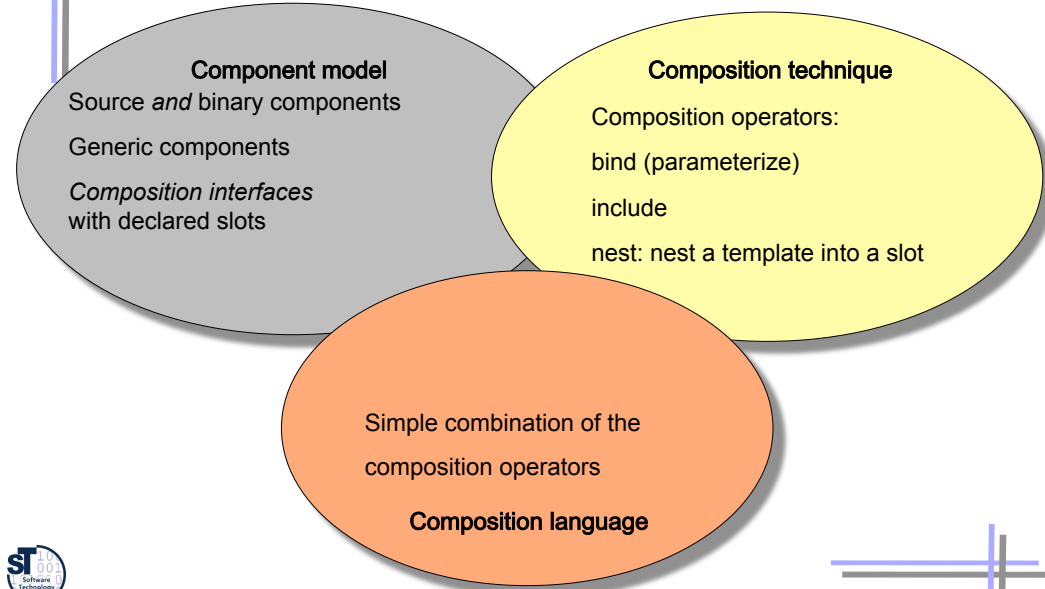 Component model
Source and binary components
Generic components
Composition interfaces
with declared slots
Composition technique
Composition operators:
bind (parameterize)
include
nest: nest a template into a slot
Simple combination of the
composition operators
Composition language
ST
Software
Technology